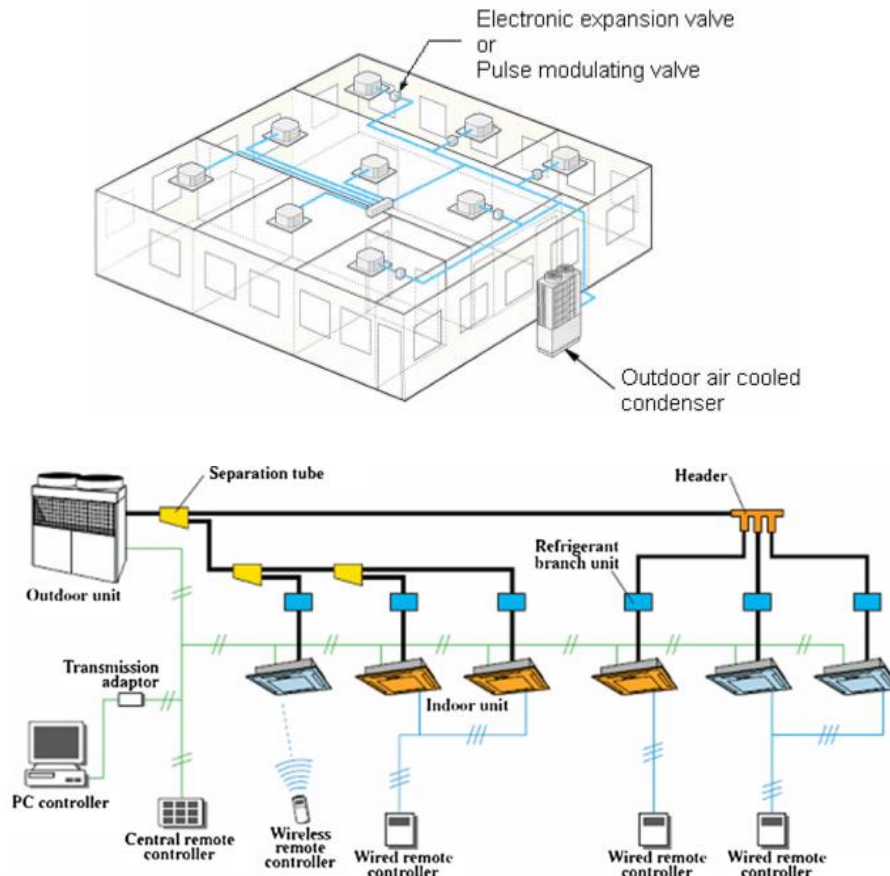 Electronic expansion valve
or
Pulse modulating valve
Outdoor air cooled
condenser
Separation tube
Header
Refrigerant
branch unit
Outdoor unit
Transmission
adaptor
Indoor unit
PC controller
Central remote
controller
Wireless
remote
controller
Wired remote
controller
Wired remote
controller
Wired remote
controller